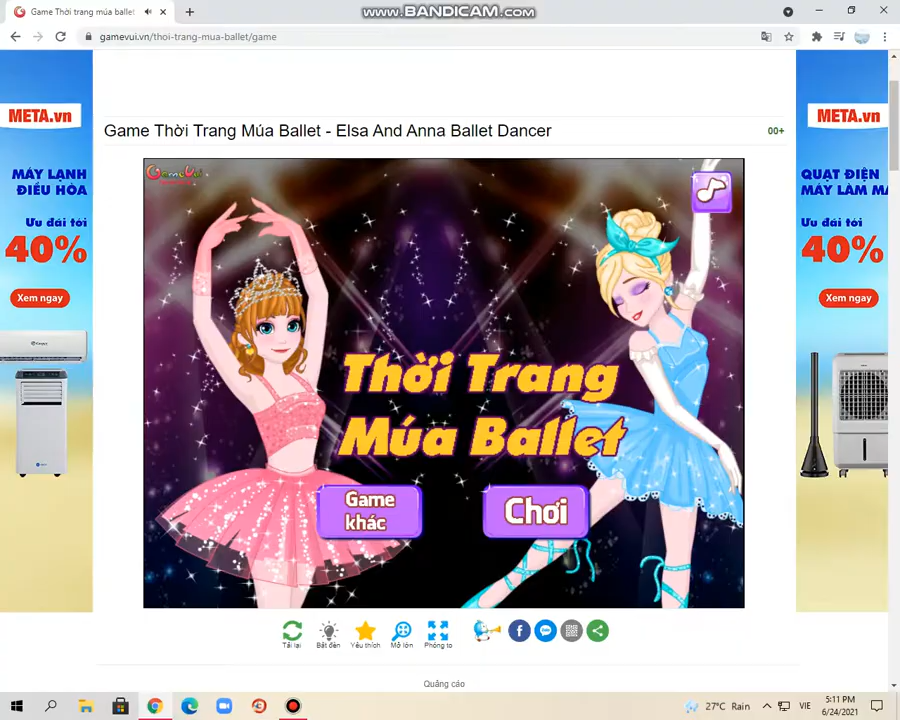 Game Thời trang múa ballet
www.BANDICAM.com
gamevui.vn/thoi-trang-mua-ballet/game
META.vn
MÁY LẠNH
ĐIỀU HÒA
Ưu đái tới
40%
Xem ngay
Game Thời Trang Múa Ballet - Elsa And Anna Ballet Dancer
00+
GameVui
Thời Trang
Múa Ballet
Game
khác
Chơi
META.vn
QUẠT ĐIỆN
MÁY LÀM MÁ
Ưu đái tới
40%
Xem ngay
Tải lại
Bật đèn
Yêu thích
Mở lớn
Phóng to
Quảng cáo
27°C Rain
VIE
5:11 PM
6/24/2021